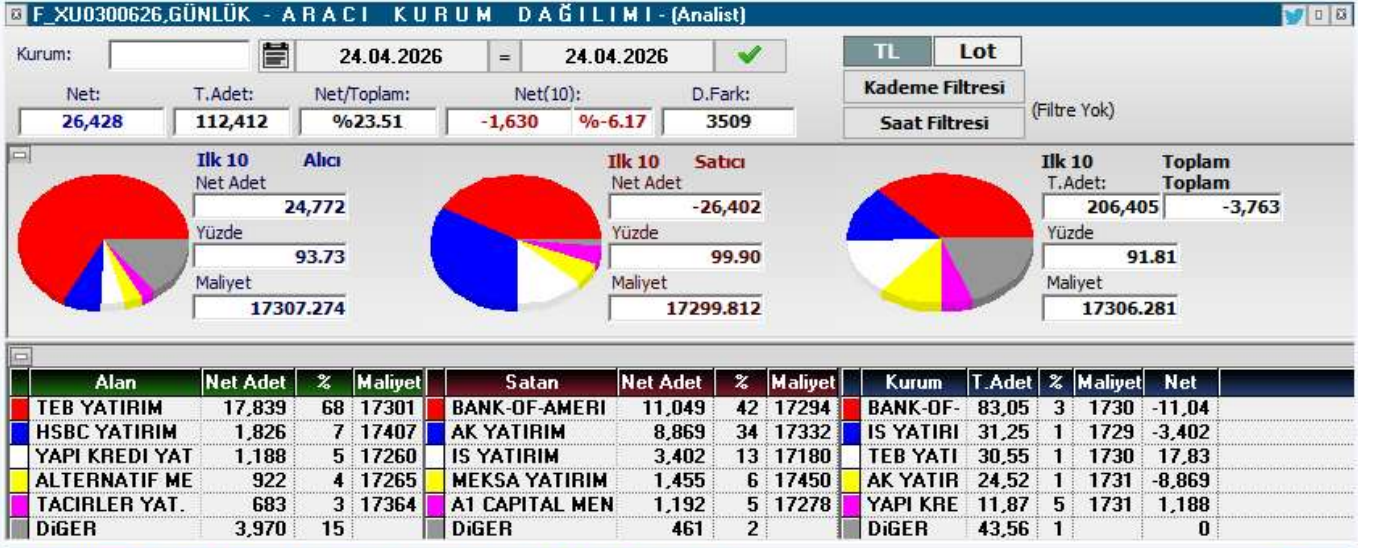 F_XU0300626,GÜNLÜK - ARACI KURUM DAĞILIMI-(Analist)
Kurum: 24.04.2026 = 24.04.2026 TL Lot
Kademe Filtresi
Saat Filtresi (Filtre Yok)
Net: T.Adet: Net/Toplam: Net(10): D.Fark:
26,428 112,412 %23.51 -1,630 %-6.17 3509
Ilk 10 Alıcı Ilk 10 Satıcı Ilk 10 Toplam
Net Adet Net Adet T.Adet: Toplam
24,772 -26,402 206,405 -3,763
Yüzde Yüzde Yüzde
93.73 99.90 91.81
Maliyet Maliyet Maliyet
17307.274 17299.812 17306.281
Alan Net Adet % Maliyet Satan Net Adet % Maliyet Kurum T.Adet % Maliyet Net
TEB YATIRIM 17,839 68 17301 BANK-OF-AMERI 11,049 42 17294 BANK-OF- 83,05 3 1730 -11,04
HSBC YATIRIM 1,826 7 17407 AK YATIRIM 8,869 34 17332 IS YATIRI 31,25 1 1729 -3,402
YAPI KREDI YAT 1,188 5 17260 IS YATIRIM 3,402 13 17180 TEB YATI 30,55 1 1730 17,83
ALTERNATIF ME 922 4 17265 MEKSA YATIRIM 1,455 6 17450 AK YATIR 24,52 1 1731 -8,869
TACIRLER YAT. 683 3 17364 A1 CAPITAL MEN 1,192 5 17278 YAPI KRE 11,87 5 1731 1,188
DiGER 3,970 15 DiGER 461 2 DiGER 43,56 1 0